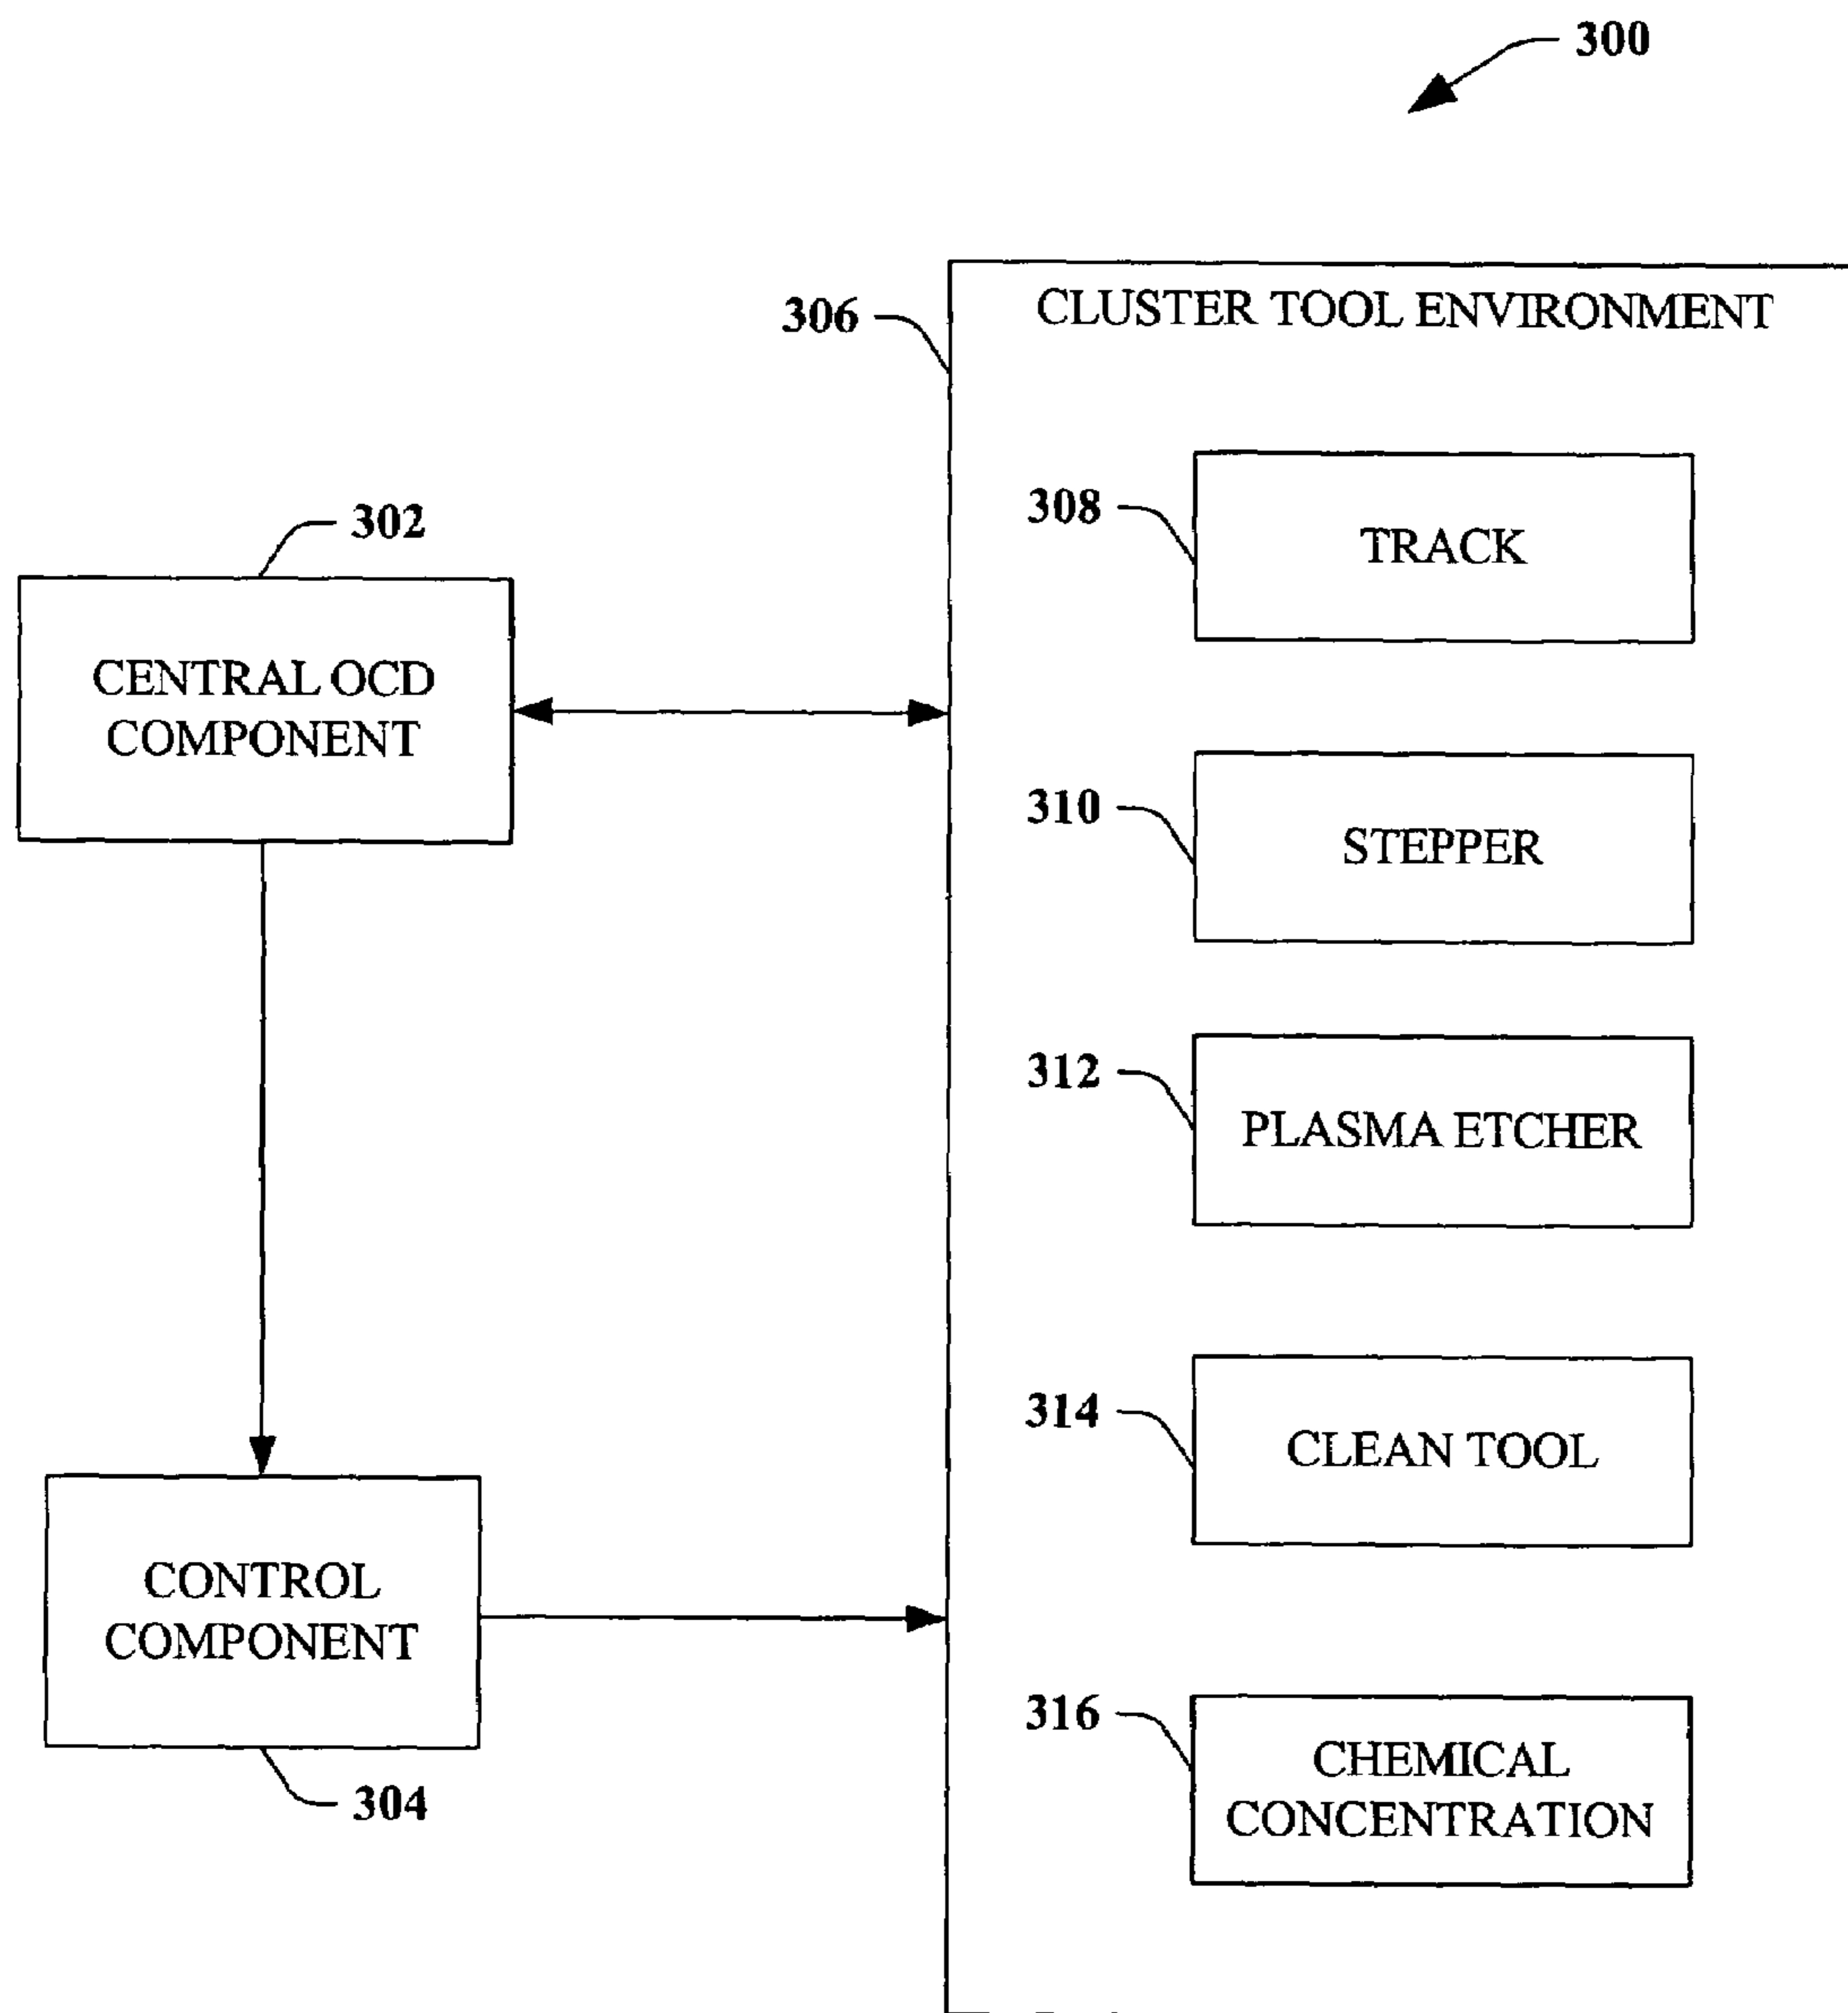 300
306
CLUSTER TOOL ENVIRONMENT
308
TRACK
302
CENTRAL OCD
COMPONENT
310
STEPPER
312
PLASMA ETCHER
314
CLEAN TOOL
CONTROL
COMPONENT
304
316
CHEMICAL
CONCENTRATION